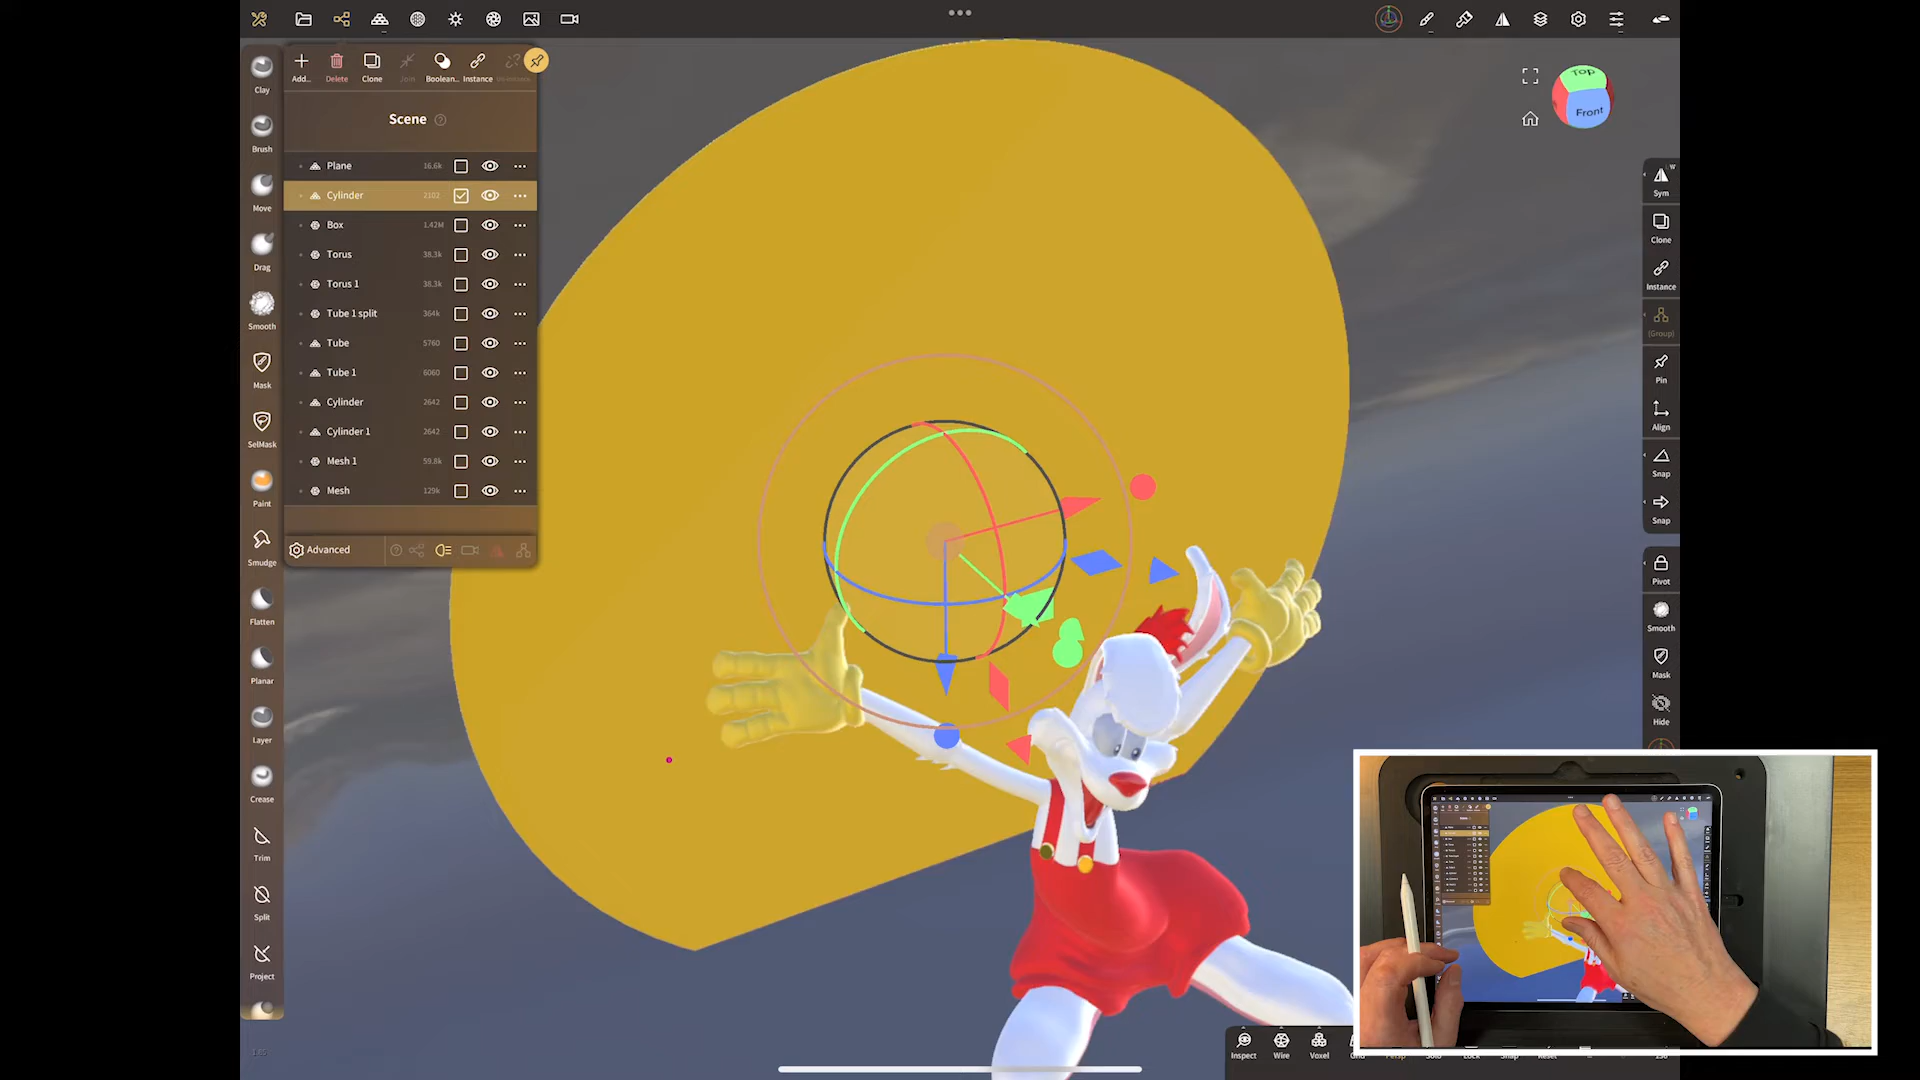 Add... Delete Clone Join Boolean... Instance
Scene
Plane 16.6k
Cylinder 2102
Box 1.42M
Torus 38.3k
Torus 1 38.3k
Tube 1 split 364k
Tube 5760
Tube 1 6060
Cylinder 2642
Cylinder 1 2642
Mesh 1 59.8k
Mesh 129k
Advanced
Clay
Brush
Move
Drag
Smooth
Mask
SelMask
Paint
Smudge
Flatten
Planar
Layer
Crease
Trim
Split
Project
Top
Front
W
Sym
Clone
Instance
(Group)
Pin
Align
Snap
Snap
Pivot
Smooth
Mask
Hide
Inspect Wire Voxel